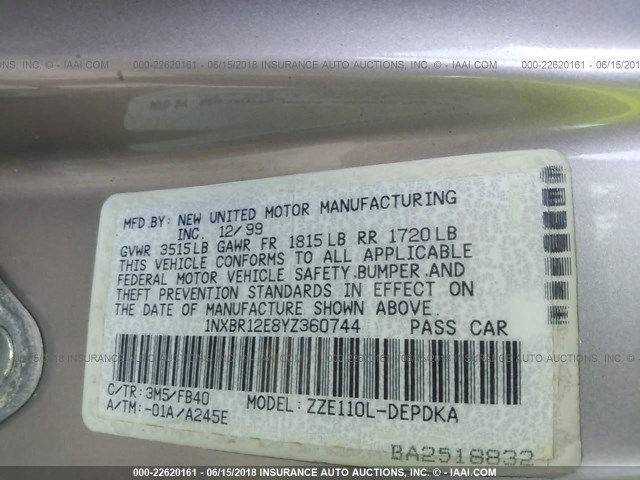 000-22620161 - 06/15/2018 INSURANCE AUTO AUCTIONS, INC. © - IAAI.COM
MFD.BY: NEW UNITED MOTOR MANUFACTURING
INC. 12/99
GVWR 3515LB GAWR FR 1815LB RR 1720LB
THIS VEHICLE CONFORMS TO ALL APPLICABLE
FEDERAL MOTOR VEHICLE SAFETY.BUMPER.AND
THEFT PREVENTION STANDARDS IN EFFECT ON
THE DATE OF MANUFACTURE SHOWN ABOVE.
1NXBR12E8YZ360744 PASS CAR
C/TR: 3M5/FB40
A/TM:-01A/A245E
MODEL: ZZE110L-DEPDKA
BA2518832
000-22620161 - 06/15/2018 INSURANCE AUTO AUCTIONS, INC. © - IAAI.COM